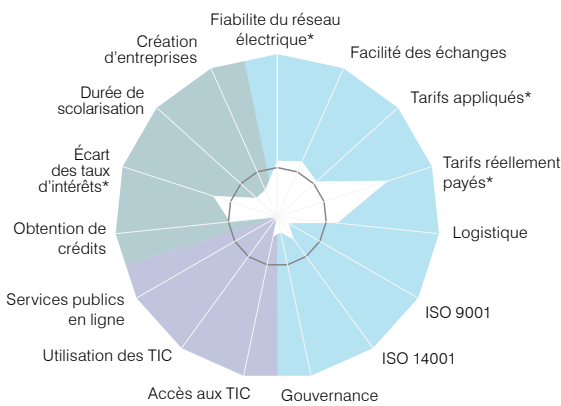 Fiabilite du réseau
électrique*
Facilité des échanges
Tarifs appliqués*
Tarifs réellement
payés*
Logistique
ISO 9001
ISO 14001
Gouvernance
Accès aux TIC
Utilisation des TIC
Services publics
en ligne
Obtention de
crédits
Écart
des taux
d'intérêts*
Durée de
scolarisation
Création
d'entreprises